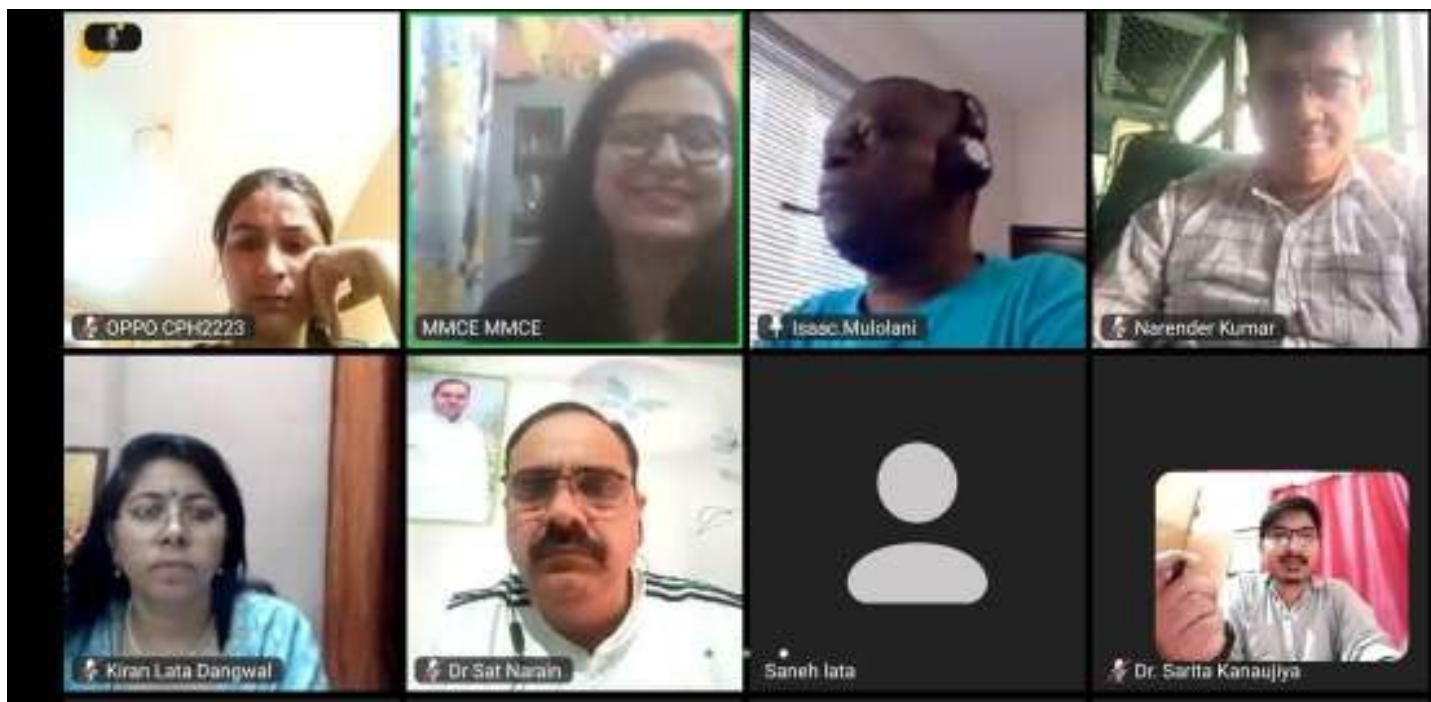 OPPO CPH2223
MMCE MMCE
Isaac.Mulolani
Narender Kumar
Kiran Lata Dangwal
Dr Sat Narain
Saneh lata
Dr. Sarita Kanaujiya